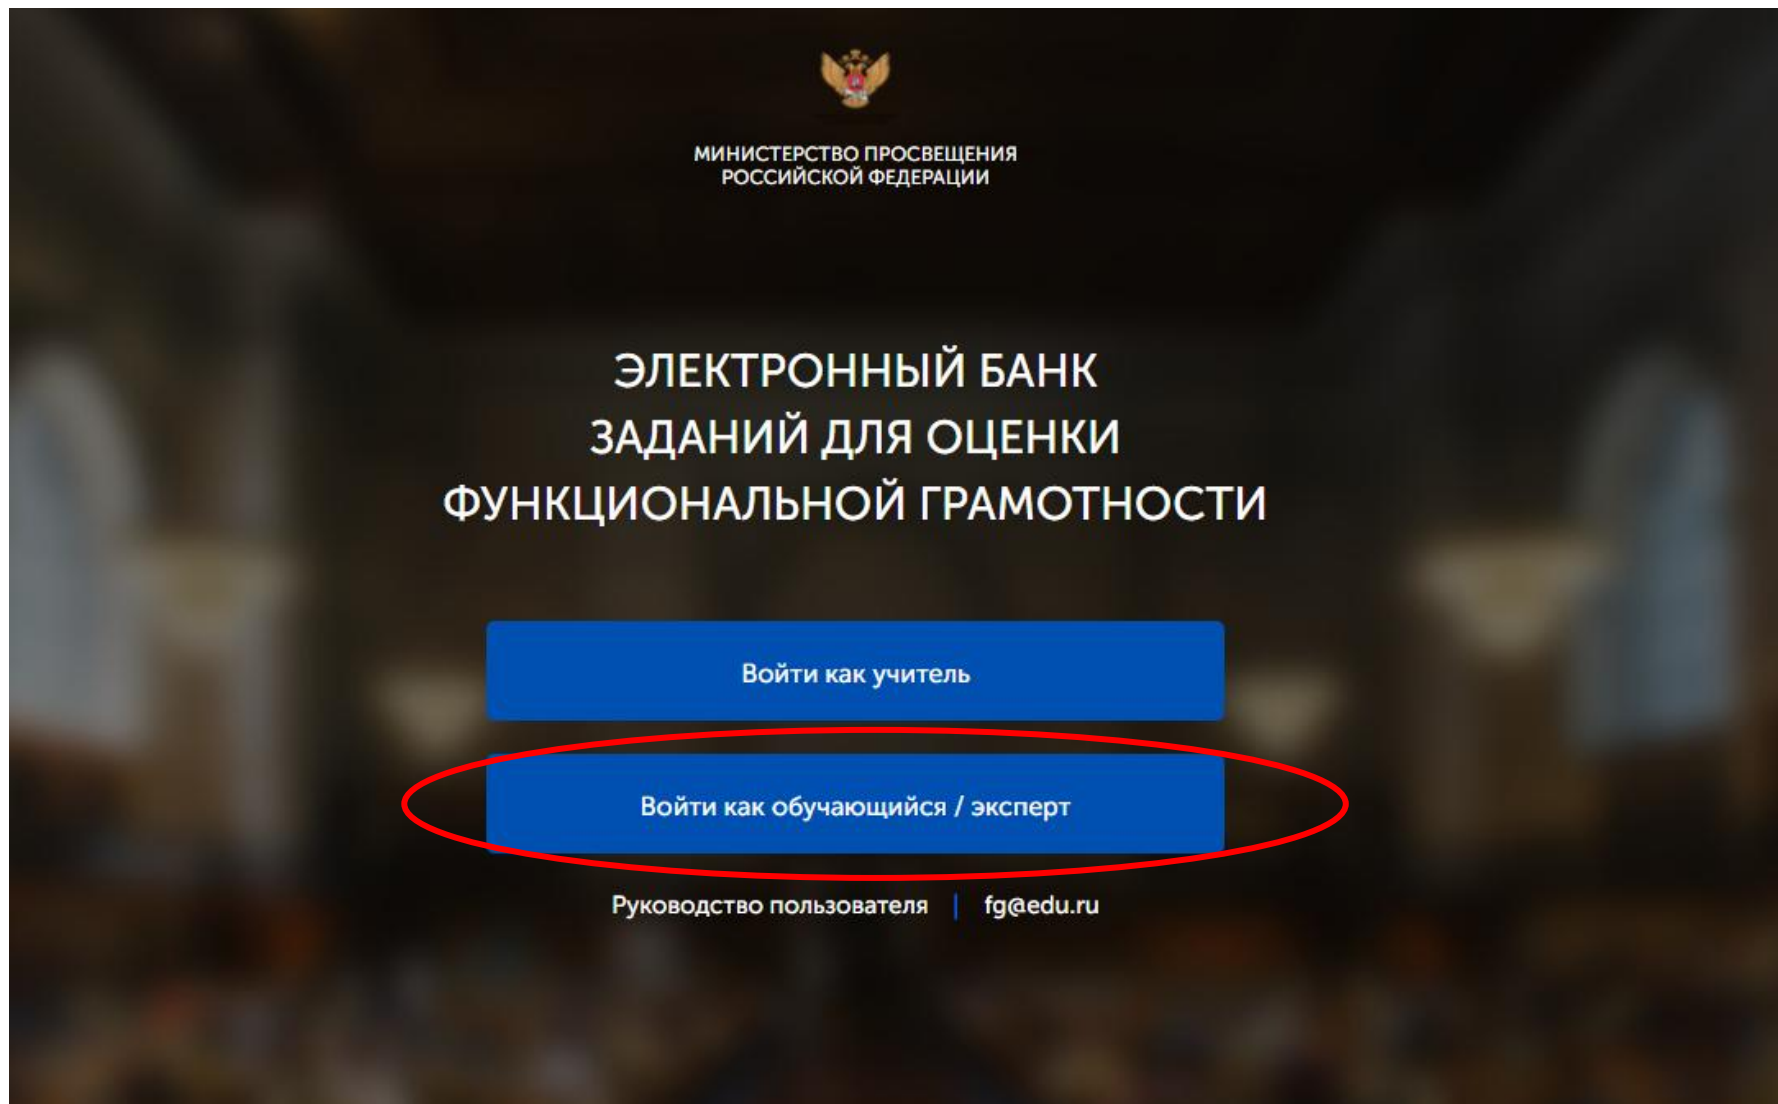 МИНИСТЕРСТВО ПРОСВЕЩЕНИЯ
РОССИЙСКОЙ ФЕДЕРАЦИИ
ЭЛЕКТРОННЫЙ БАНК
ЗАДАНИЙ ДЛЯ ОЦЕНКИ
ФУНКЦИОНАЛЬНОЙ ГРАМОТНОСТИ
Войти как учитель
Войти как обучающийся / эксперт
Руководство пользователя | fg@edu.ru